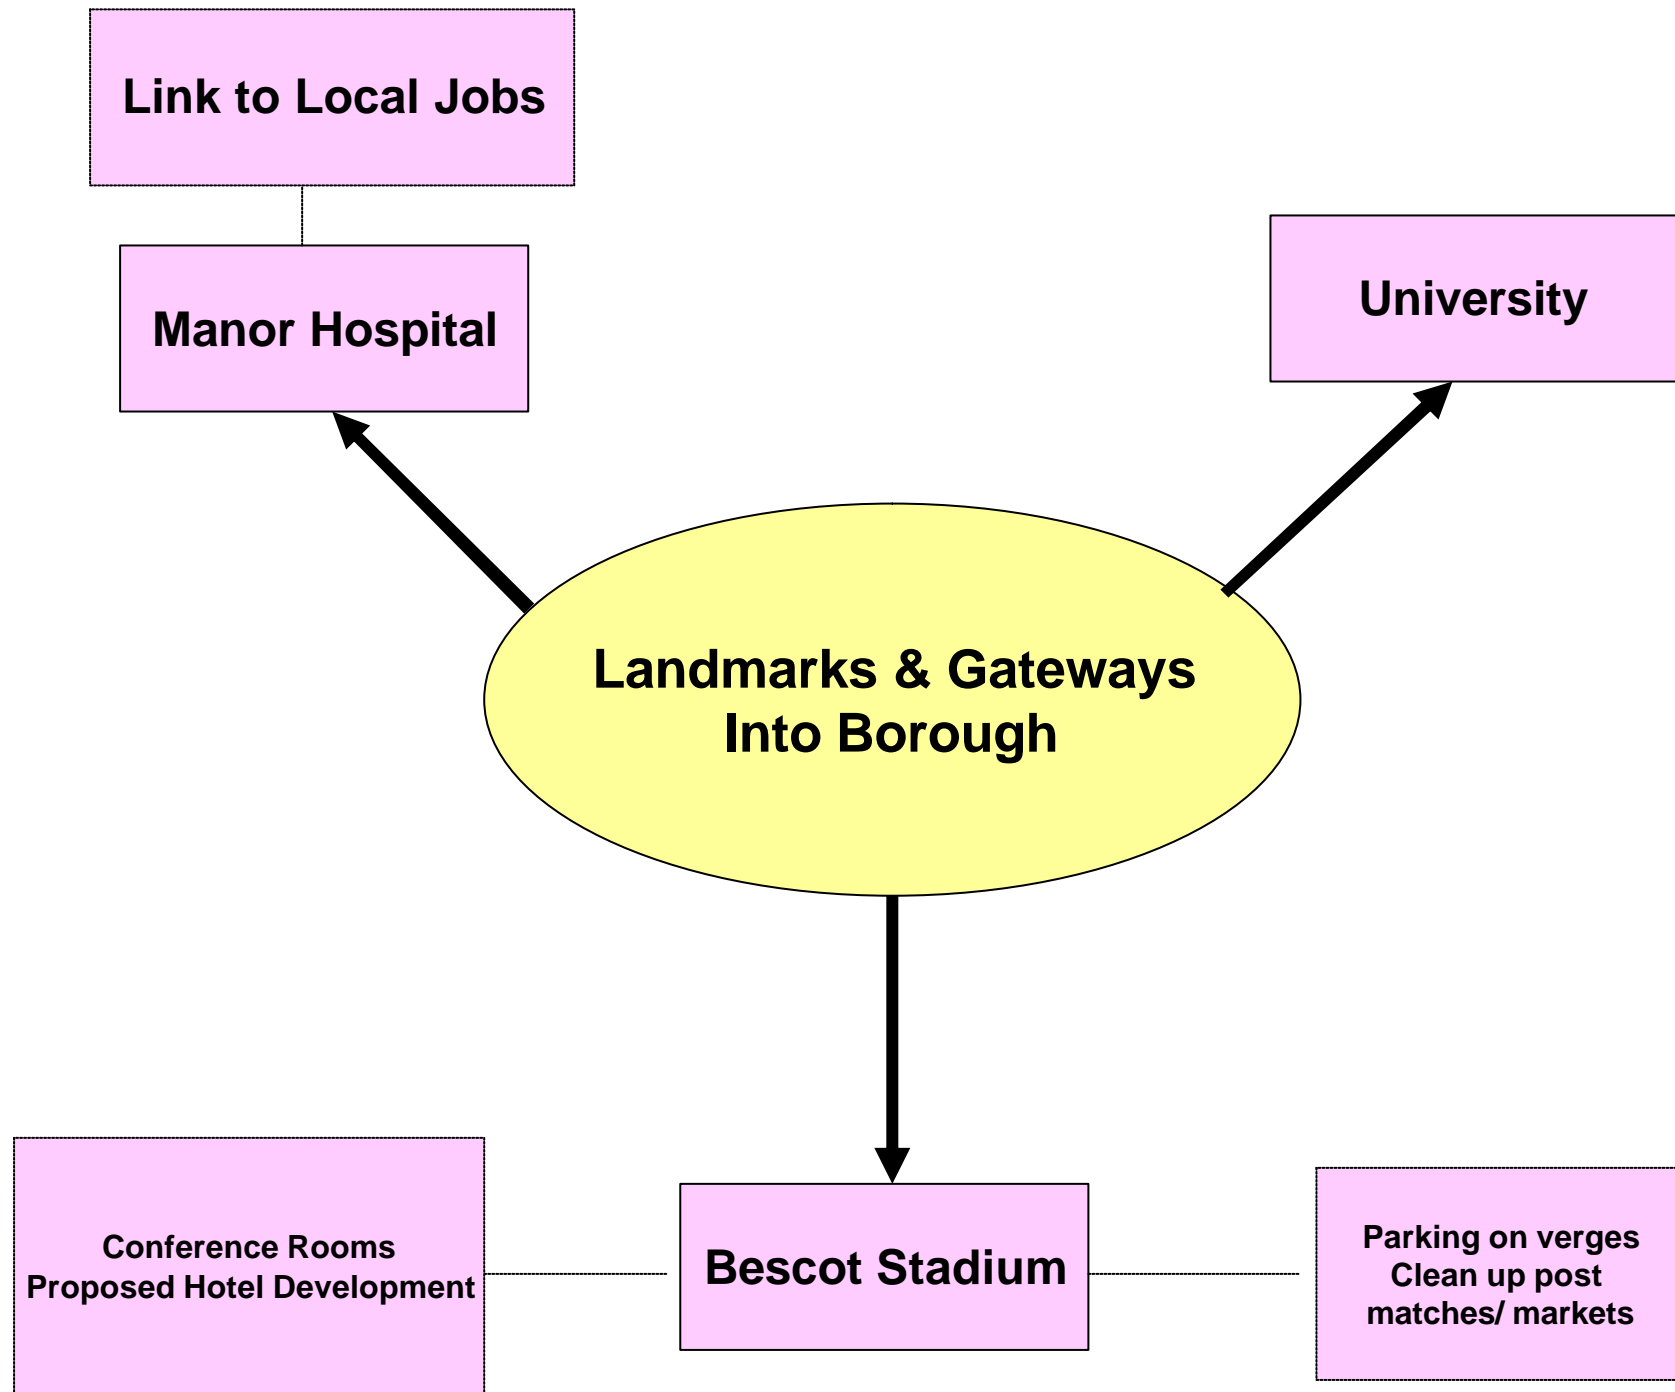 Link to Local Jobs
Manor Hospital
University
Landmarks & Gateways
Into Borough
Conference Rooms
Proposed Hotel Development
Bescot Stadium
Parking on verges
Clean up post
matches/ markets